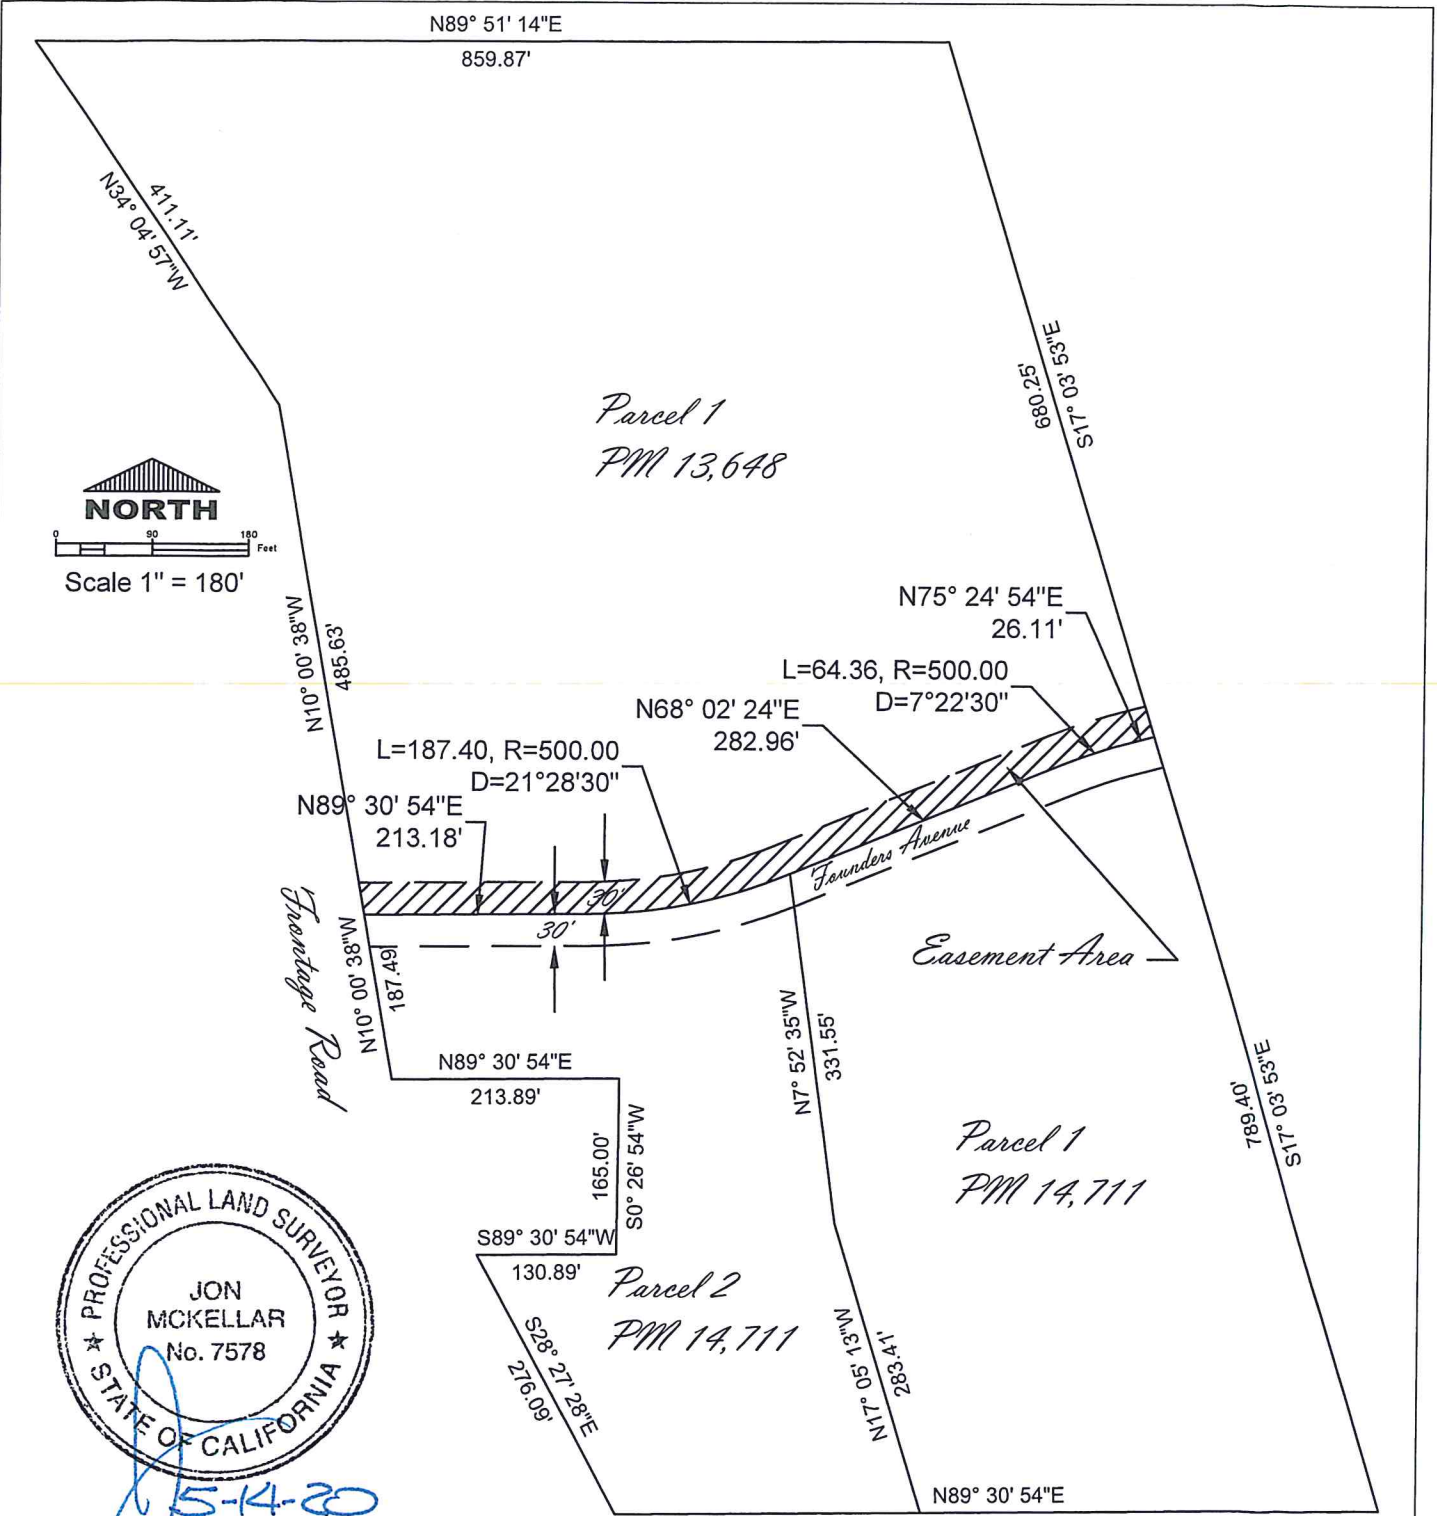 N89° 51' 14"E
859.87'
411.11'
N34° 04' 57"W
680.25'
S17° 03' 53"E
Parcel 1
PM 13,648
NORTH
0 90 180
Feet
Scale 1" = 180'
N10° 00' 38"W
485.63'
N75° 24' 54"E
26.11'
L=64.36, R=500.00
D=7°22'30"
N68° 02' 24"E
282.96'
L=187.40, R=500.00
D=21°28'30"
N89° 30' 54"E
213.18'
30'
30'
Founders Avenue
Easement Area
Frontage Road
N10° 00' 38"W
187.49'
N89° 30' 54"E
213.89'
165.00'
S0° 26' 54"W
S89° 30' 54"W
130.89'
N7° 52' 35"W
331.55'
Parcel 1
PM 14,711
789.40'
S17° 03' 53"E
Parcel 2
PM 14,711
S28° 27' 28"E
276.09'
N17° 05' 13"W
283.41'
N89° 30' 54"E
PROFESSIONAL LAND SURVEYOR
JON
MCKELLAR
No. 7578
STATE OF CALIFORNIA
5-14-20